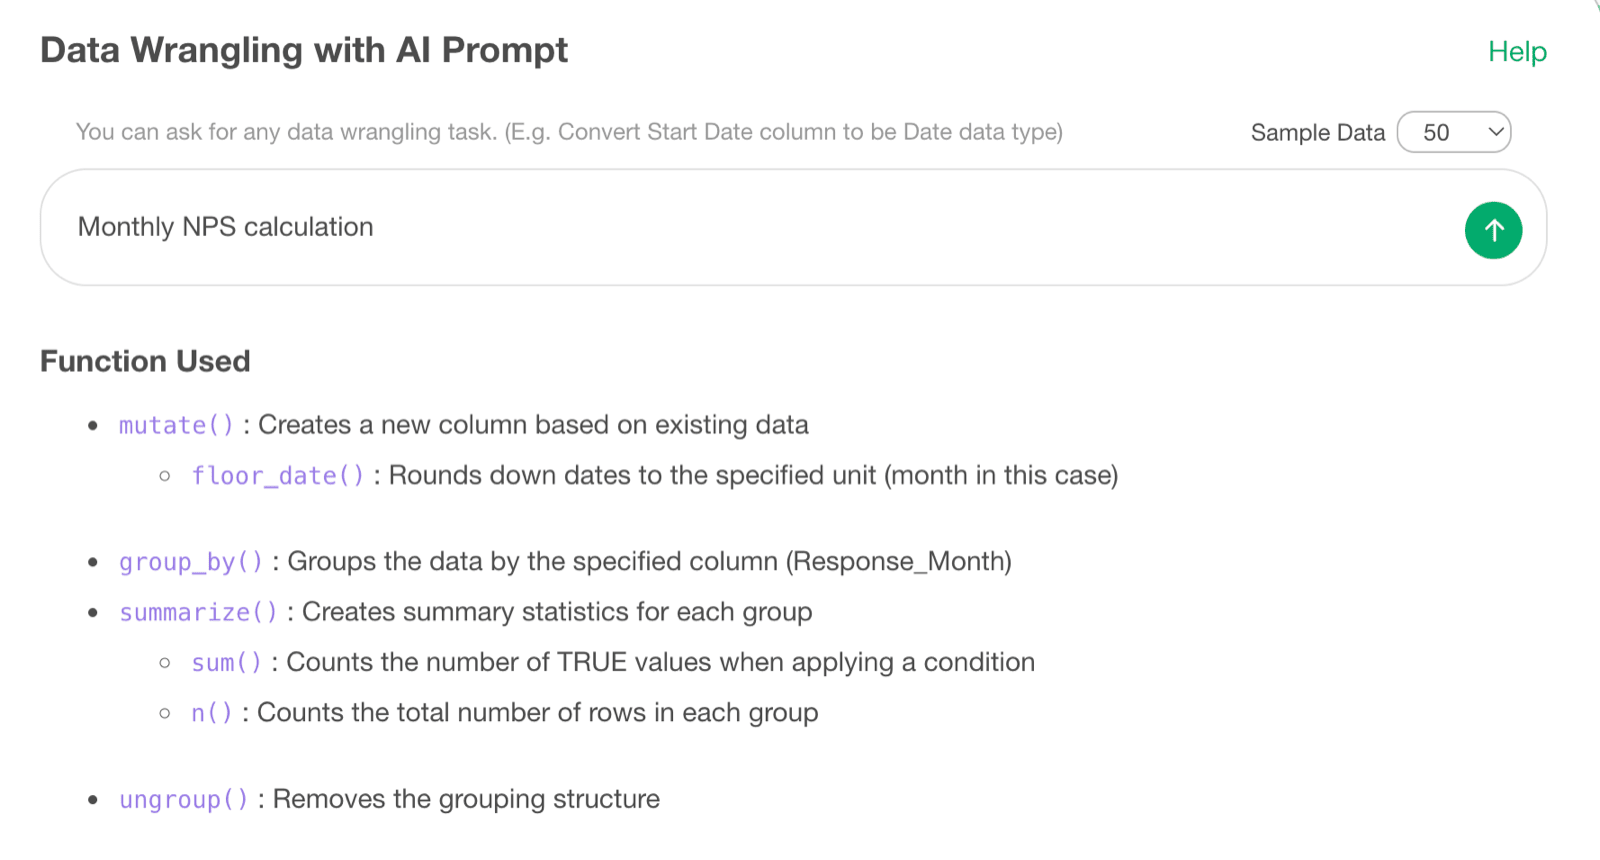 Data Wrangling with AI Prompt
Help
You can ask for any data wrangling task. (E.g. Convert Start Date column to be Date data type)
Sample Data 50
Monthly NPS calculation
Function Used
• mutate() : Creates a new column based on existing data
◦ floor_date() : Rounds down dates to the specified unit (month in this case)
• group_by() : Groups the data by the specified column (Response_Month)
• summarize() : Creates summary statistics for each group
◦ sum() : Counts the number of TRUE values when applying a condition
◦ n() : Counts the total number of rows in each group
• ungroup() : Removes the grouping structure